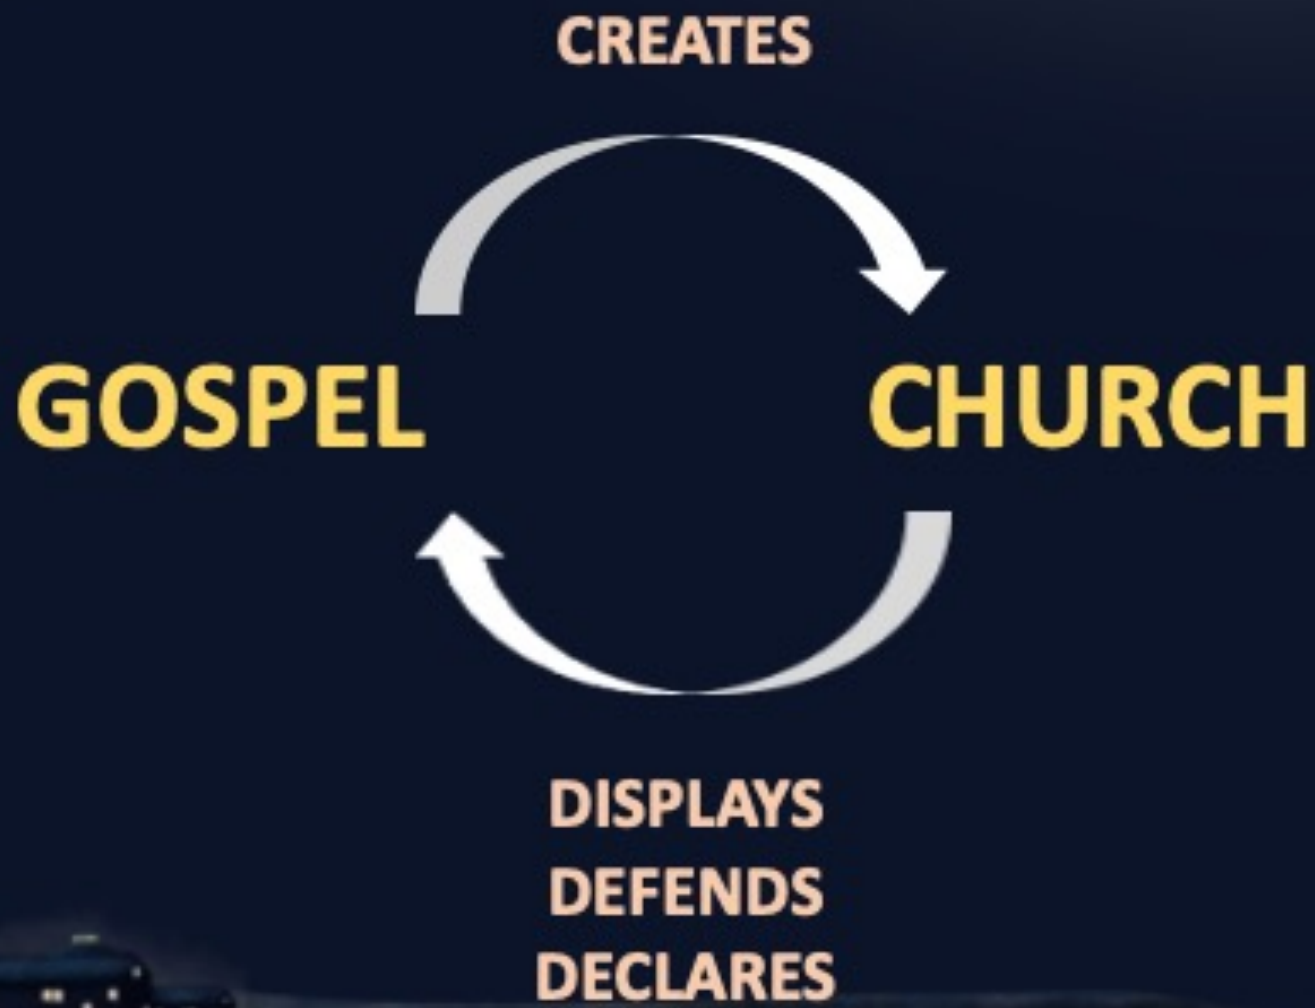 CREATES
GOSPEL
CHURCH
DISPLAYS
DEFENDS
DECLARES